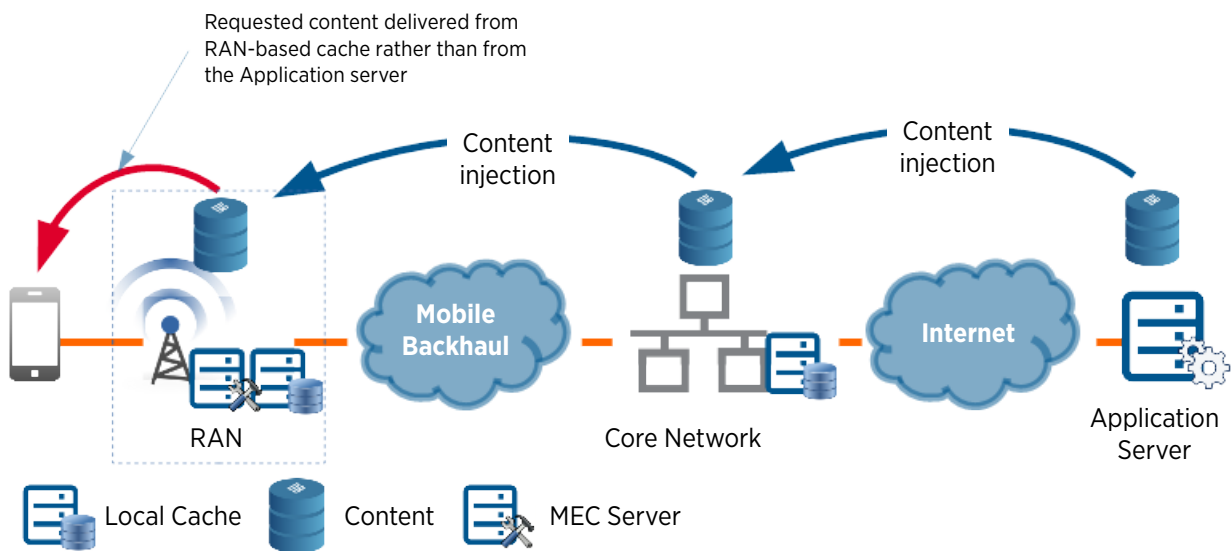 Requested content delivered from
RAN-based cache rather than from
the Application server
Content
injection
Content
injection
Mobile
Backhaul
Internet
RAN
Core Network
Application
Server
Local Cache
Content
MEC Server